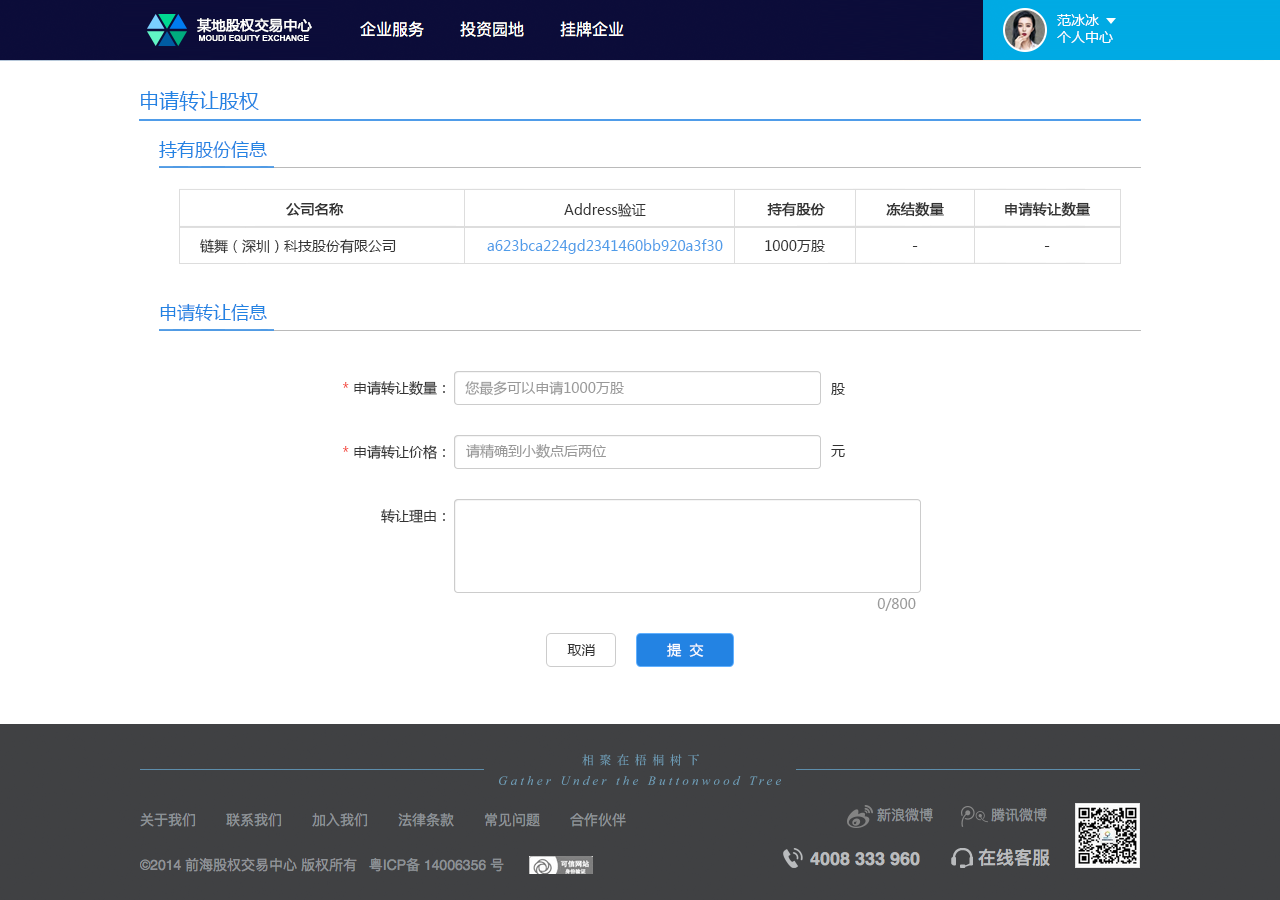 某地股权交易中心
MOUDI EQUITY EXCHANGE
企业服务 投资园地 挂牌企业
范冰冰
个人中心
申请转让股权
持有股份信息
公司名称 Address验证 持有股份 冻结数量 申请转让数量
链舞（深圳）科技股份有限公司 a623bca224gd2341460bb920a3f30 1000万股 - -
申请转让信息
* 申请转让数量： 您最多可以申请1000万股 股
* 申请转让价格： 请精确到小数点后两位 元
转让理由：
0/800
取消 提 交
相聚在梧桐树下
Gather Under the Buttonwood Tree
关于我们 联系我们 加入我们 法律条款 常见问题 合作伙伴 新浪微博 腾讯微博
©2014 前海股权交易中心 版权所有 粤ICP备 14006356 号 可信网站 4008 333 960 在线客服
身份验证